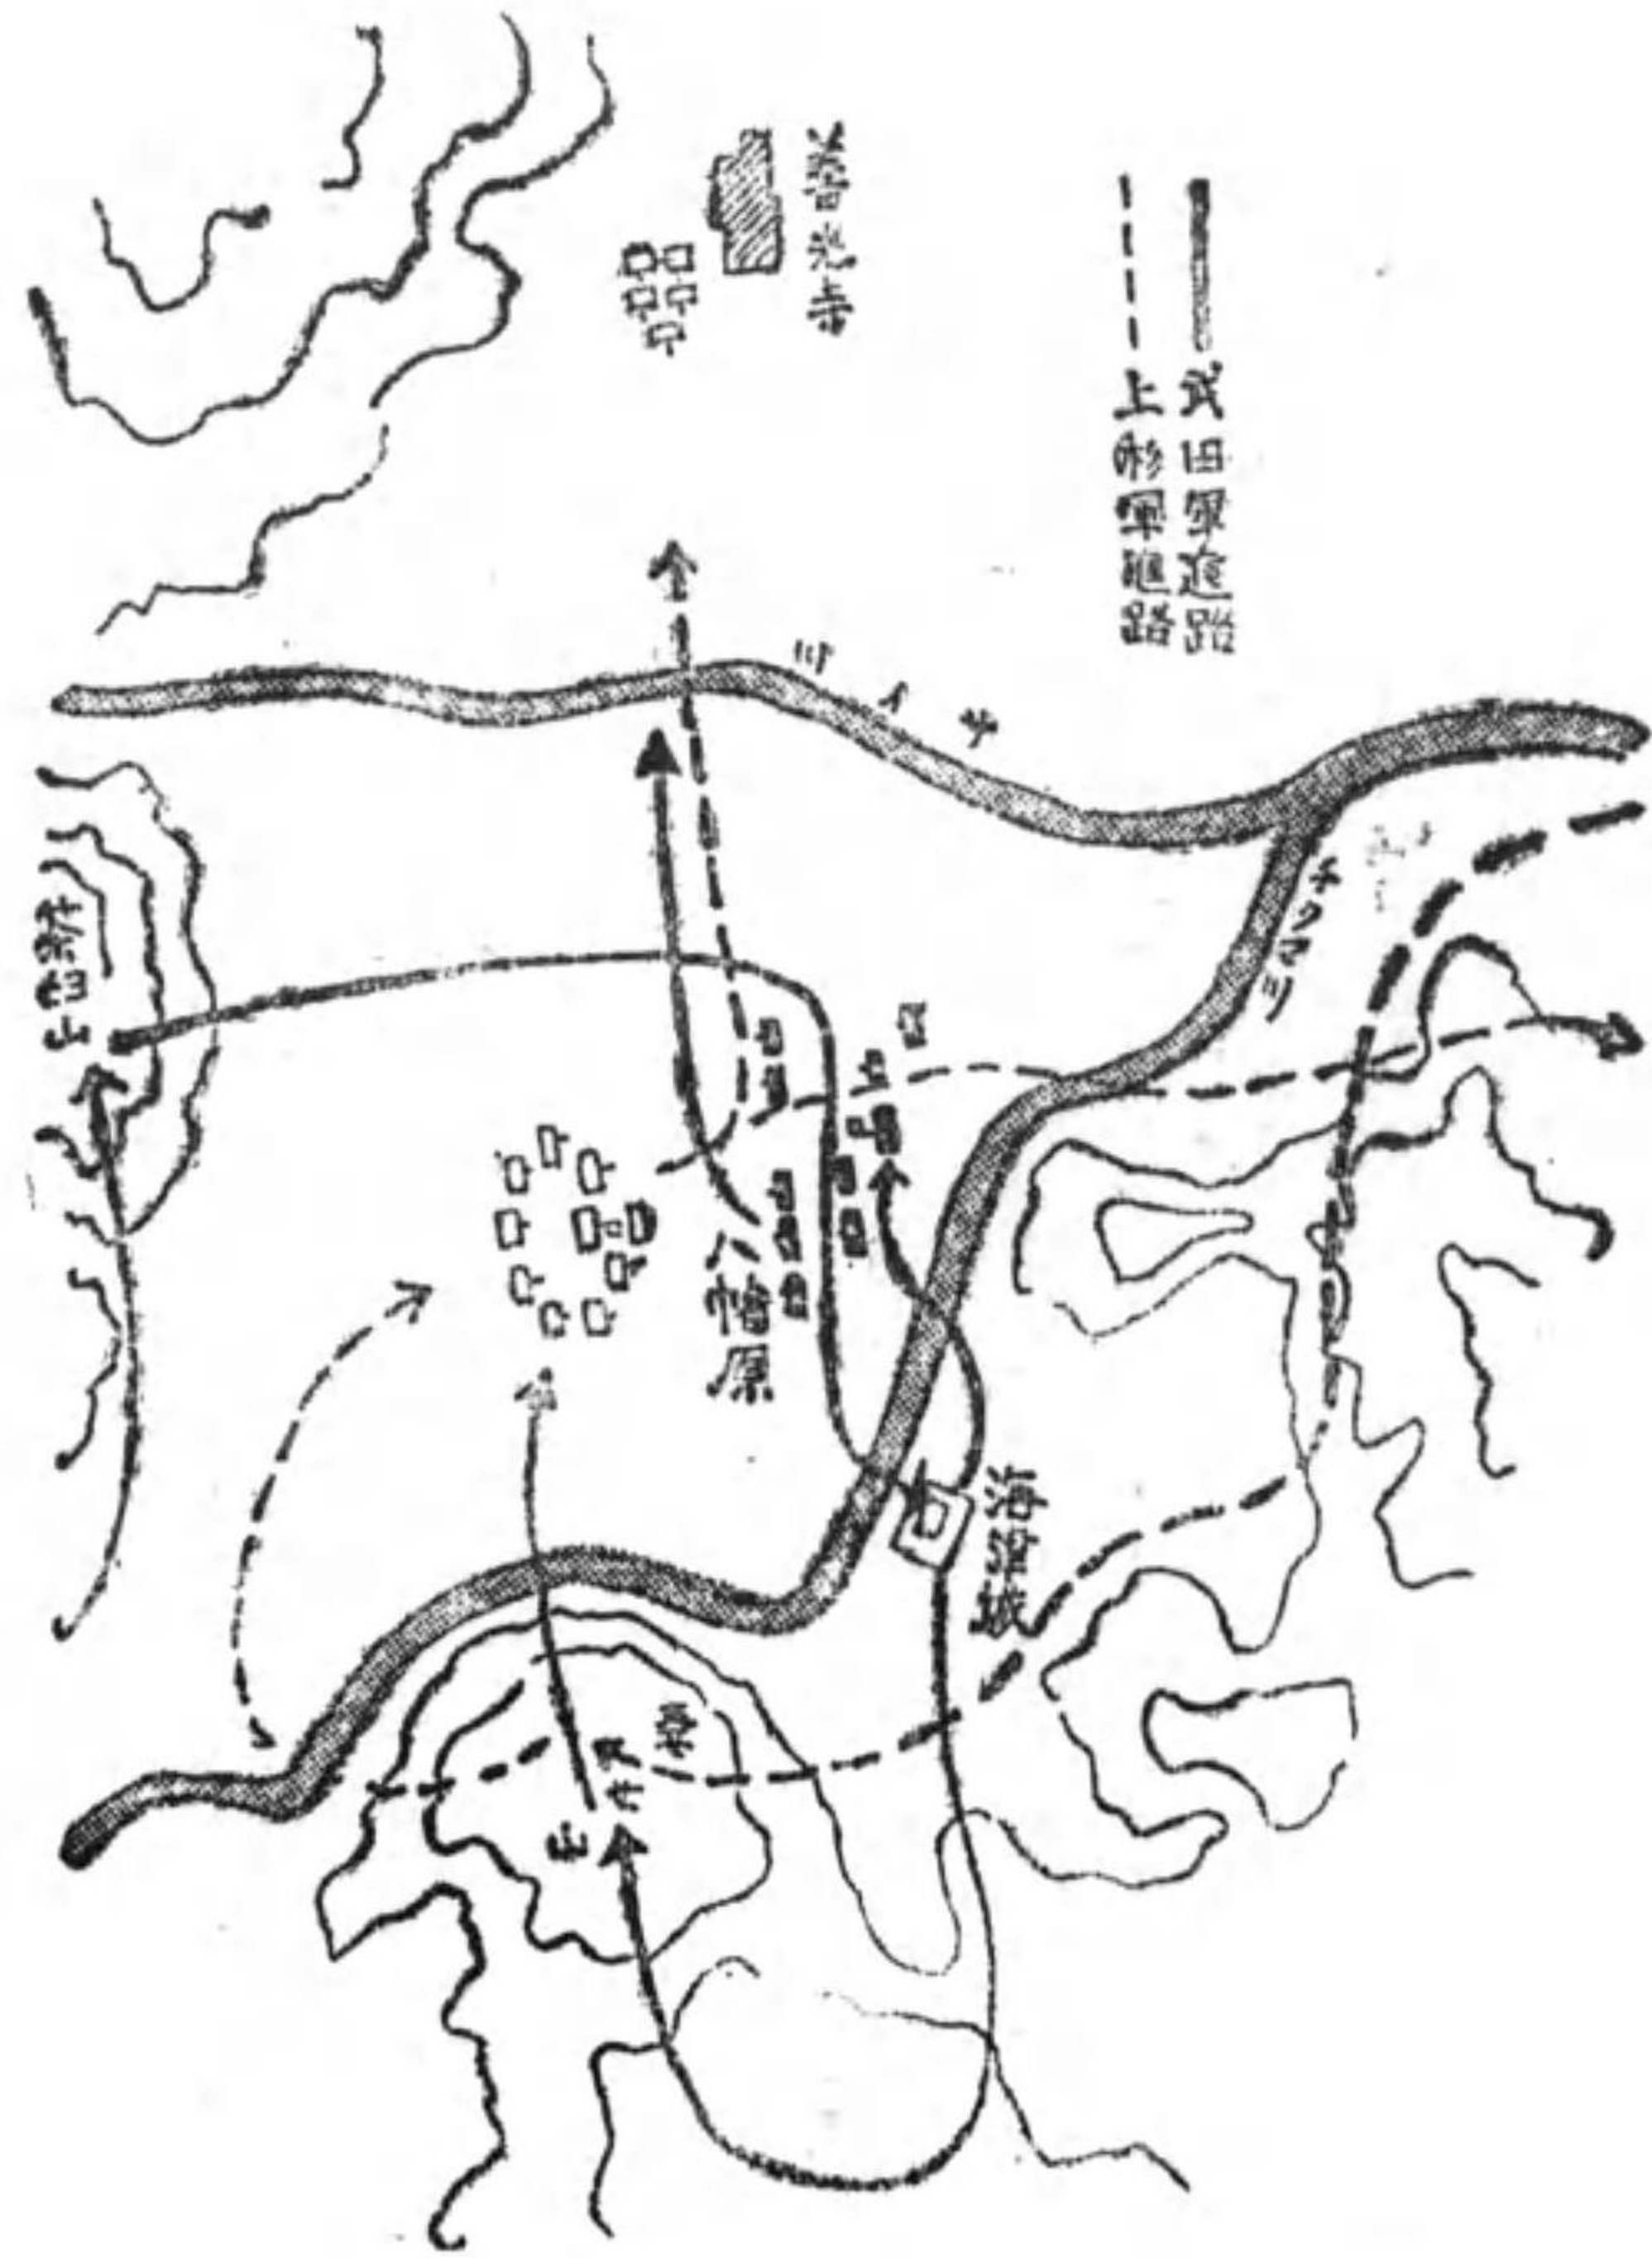 武田軍進路
上杉軍進路
善光寺
サイ川
チクマ川
茶臼山
八幡原
海津城
妻女山